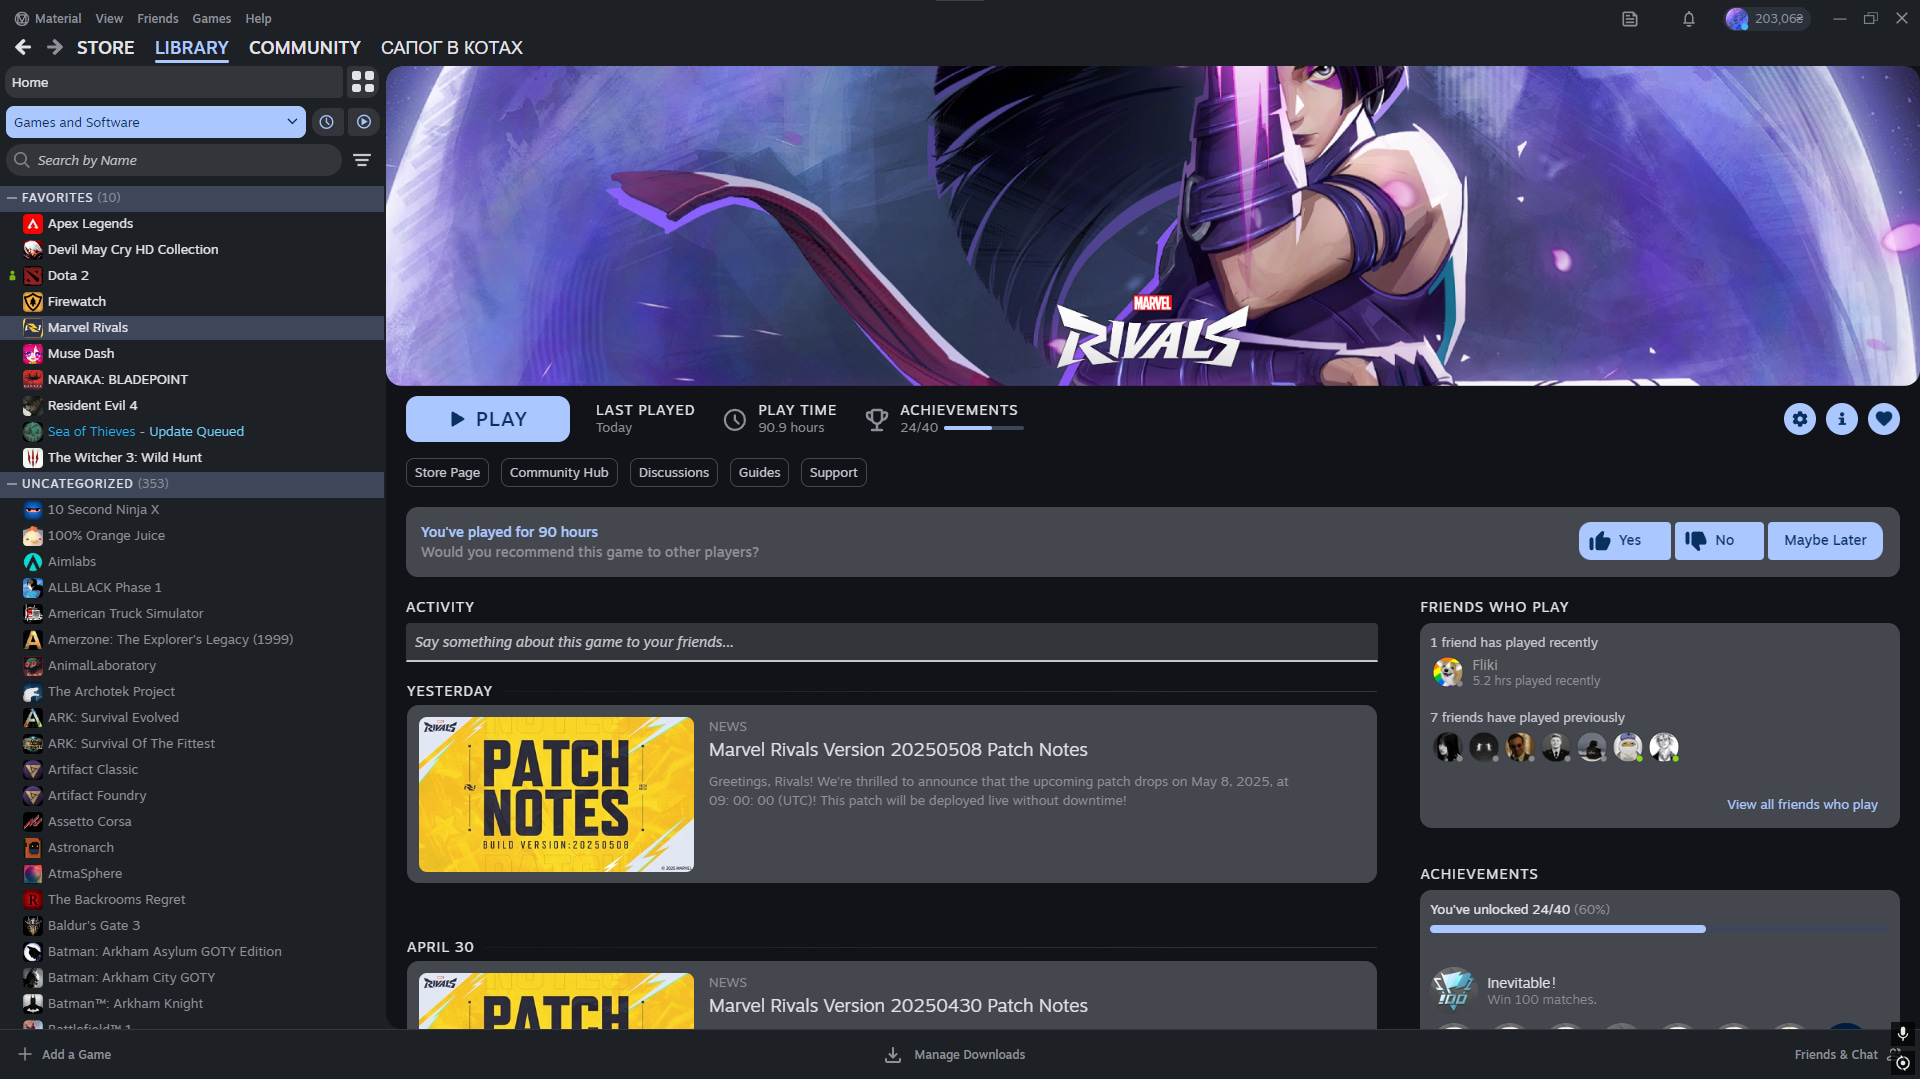 Material View Friends Games Help
203,06₴
STORE LIBRARY COMMUNITY САПОГ В КОТАХ
Home
Games and Software
Search by Name
FAVORITES (10)
Apex Legends
Devil May Cry HD Collection
Dota 2
Firewatch
Marvel Rivals
Muse Dash
NARAKA: BLADEPOINT
Resident Evil 4
Sea of Thieves - Update Queued
The Witcher 3: Wild Hunt
UNCATEGORIZED (353)
10 Second Ninja X
100% Orange Juice
Aimlabs
ALLBLACK Phase 1
American Truck Simulator
Amerzone: The Explorer's Legacy (1999)
AnimalLaboratory
The Archotek Project
ARK: Survival Evolved
ARK: Survival Of The Fittest
Artifact Classic
Artifact Foundry
Assetto Corsa
Astronarch
AtmaSphere
The Backrooms Regret
Baldur's Gate 3
Batman: Arkham Asylum GOTY Edition
Batman: Arkham City GOTY
Batman™: Arkham Knight
Battlefield™ 1
MARVEL
RIVALS
PLAY
LAST PLAYED
Today
PLAY TIME
90.9 hours
ACHIEVEMENTS
24/40
Store Page Community Hub Discussions Guides Support
You've played for 90 hours
Would you recommend this game to other players?
Yes No Maybe Later
ACTIVITY
Say something about this game to your friends...
YESTERDAY
RIVALS
PATCH
NOTES
BUILD VERSION:20250508
© 2025 MARVEL
NEWS
Marvel Rivals Version 20250508 Patch Notes
Greetings, Rivals! We're thrilled to announce that the upcoming patch drops on May 8, 2025, at
09: 00: 00 (UTC)! This patch will be deployed live without downtime!
APRIL 30
RIVALS
PATCH
NEWS
Marvel Rivals Version 20250430 Patch Notes
FRIENDS WHO PLAY
1 friend has played recently
Fliki
5.2 hrs played recently
7 friends have played previously
View all friends who play
ACHIEVEMENTS
You've unlocked 24/40 (60%)
100
Inevitable!
Win 100 matches.
Add a Game
Manage Downloads
Friends & Chat